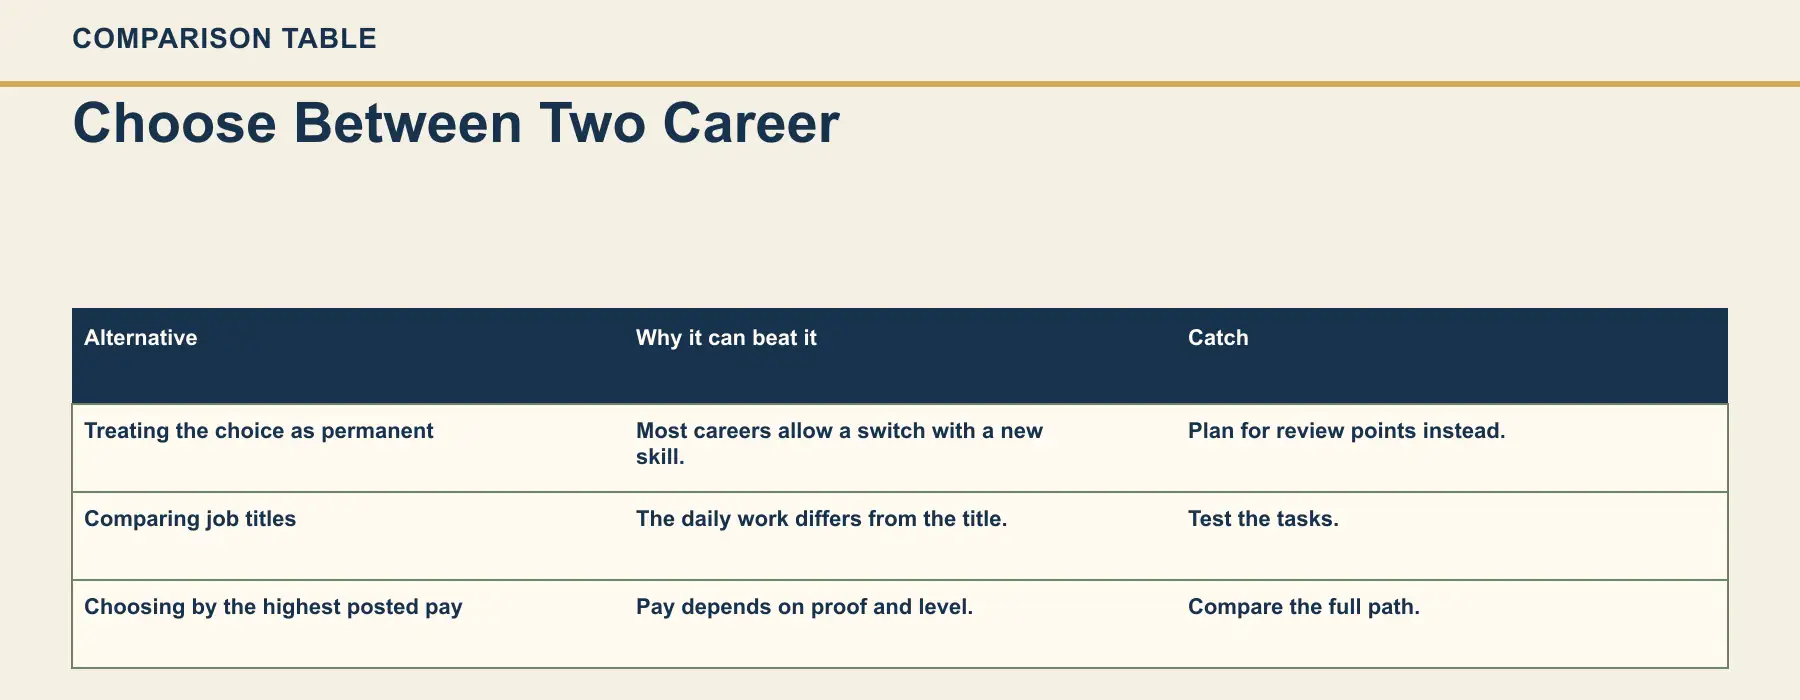 COMPARISON TABLE
Choose Between Two Career
Alternative Why it can beat it Catch
Treating the choice as permanent Most careers allow a switch with a new Plan for review points instead.
skill.
Comparing job titles The daily work differs from the title. Test the tasks.
Choosing by the highest posted pay Pay depends on proof and level. Compare the full path.